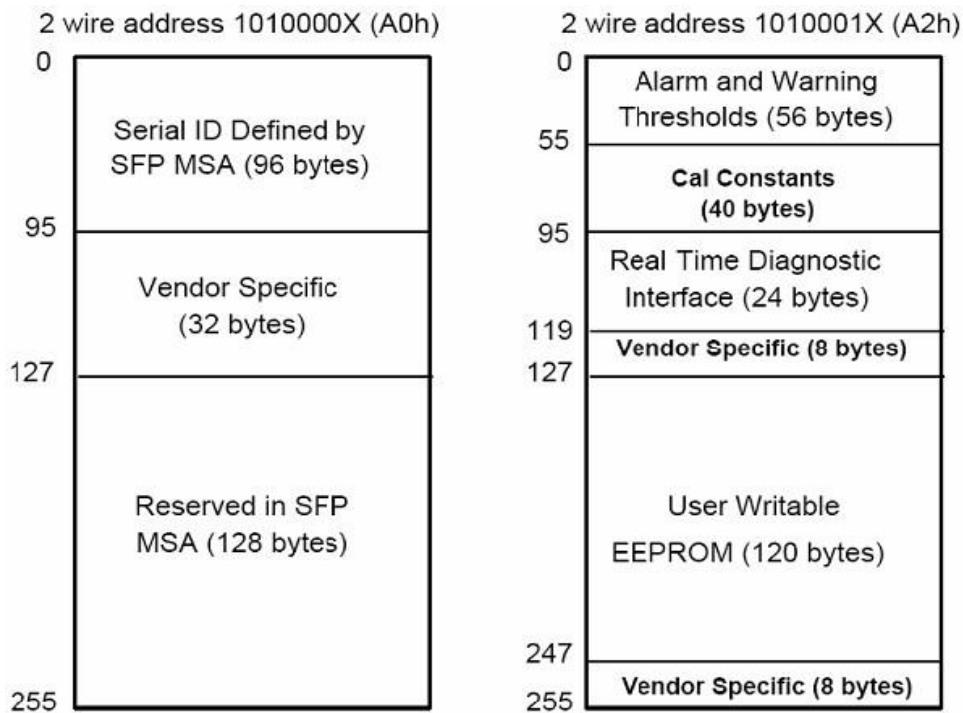 2 wire address 1010000X (A0h)
0
Serial ID Defined by
SFP MSA (96 bytes)
95
Vendor Specific
(32 bytes)
127
Reserved in SFP
MSA (128 bytes)
255
2 wire address 1010001X (A2h)
0
Alarm and Warning
Thresholds (56 bytes)
55
Cal Constants
(40 bytes)
95
Real Time Diagnostic
Interface (24 bytes)
119
Vendor Specific (8 bytes)
127
User Writable
EEPROM (120 bytes)
247
Vendor Specific (8 bytes)
255